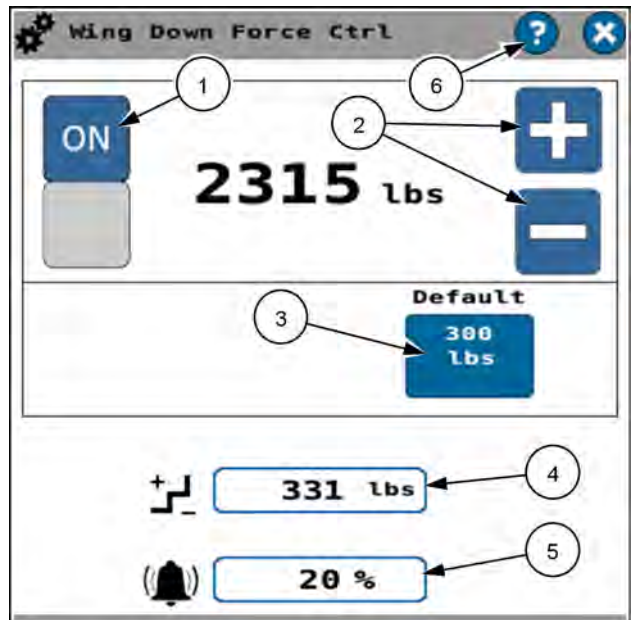 Wing Down Force Ctrl ?
1
6
ON
2
2315 lbs
Default
3
300
lbs
331 lbs
4
20 %
5